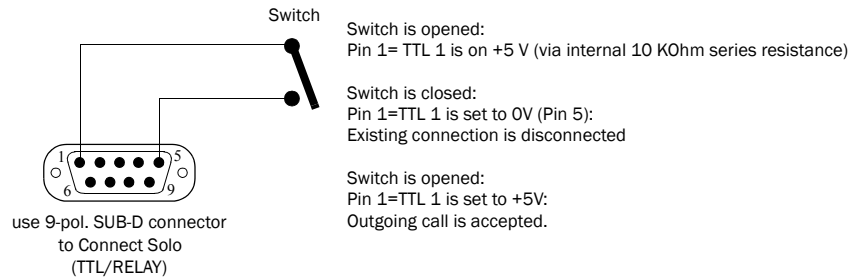 Switch
Switch is opened:
Pin 1= TTL 1 is on +5 V (via internal 10 KOhm series resistance)
Switch is closed:
Pin 1=TTL 1 is set to 0V (Pin 5):
Existing connection is disconnected
Switch is opened:
Pin 1=TTL 1 is set to +5V:
Outgoing call is accepted.
1 5
6 9
use 9-pol. SUB-D connector
to Connect Solo
(TTL/RELAY)